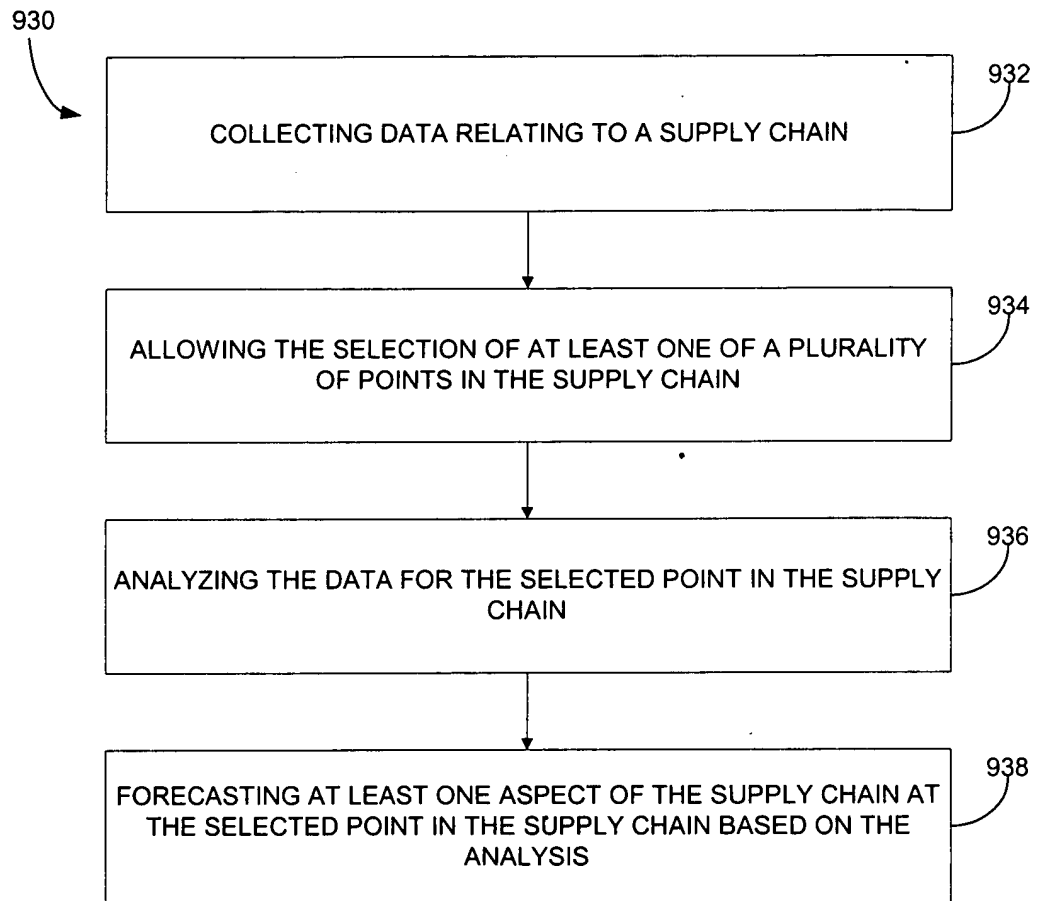 930
932
COLLECTING DATA RELATING TO A SUPPLY CHAIN
934
ALLOWING THE SELECTION OF AT LEAST ONE OF A PLURALITY
OF POINTS IN THE SUPPLY CHAIN
936
ANALYZING THE DATA FOR THE SELECTED POINT IN THE SUPPLY
CHAIN
938
FORECASTING AT LEAST ONE ASPECT OF THE SUPPLY CHAIN AT
THE SELECTED POINT IN THE SUPPLY CHAIN BASED ON THE
ANALYSIS